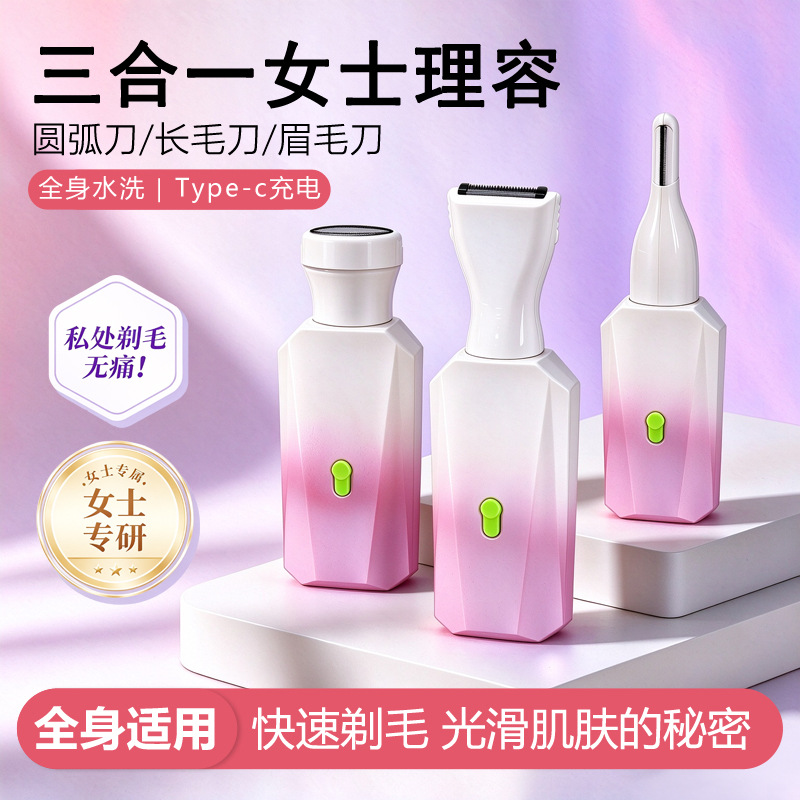 三合一女士理容
圆弧刀/长毛刀/眉毛刀
全身水洗 | Type-c充电
私处剃毛
无痛!
女士专属
女士
专研
全身适用 快速剃毛 光滑肌肤的秘密